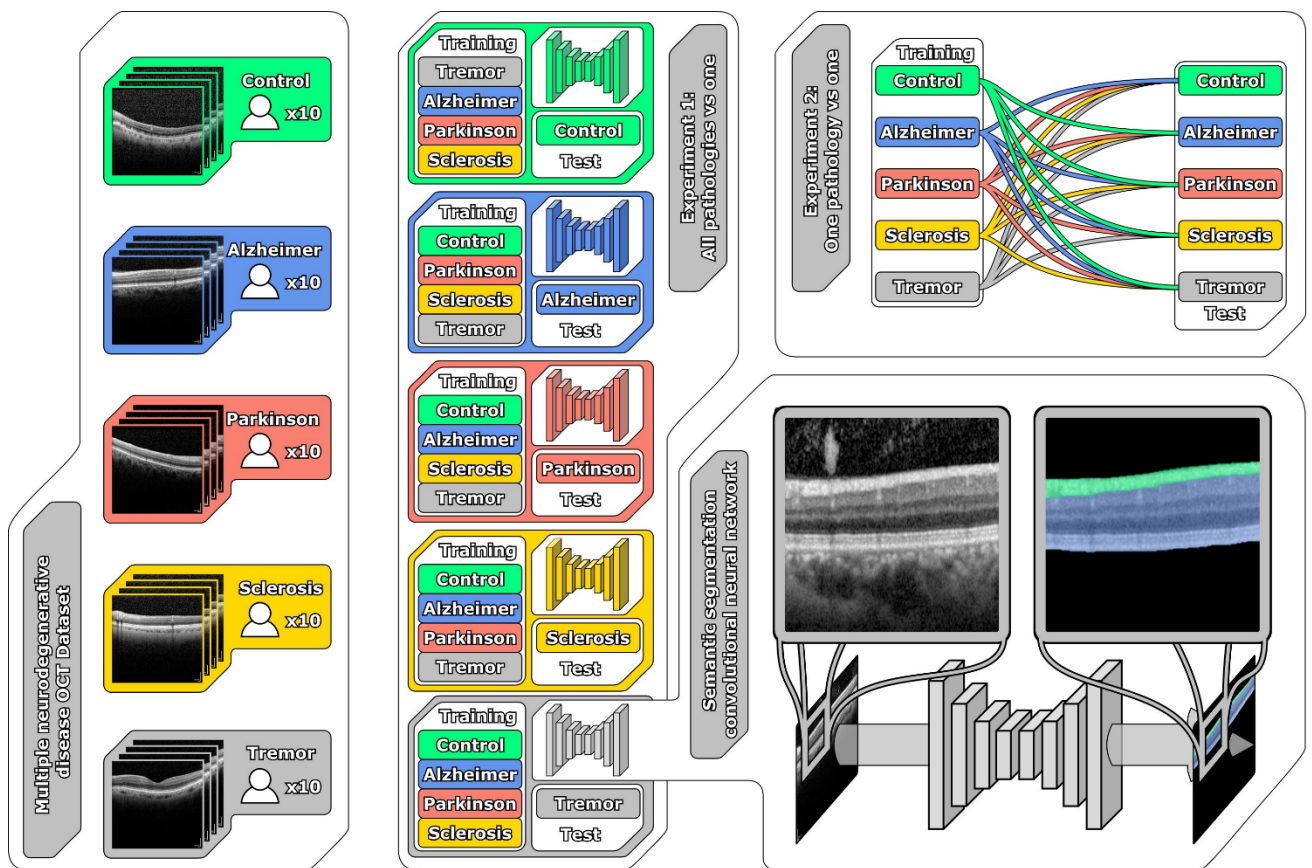 Multiple neurodegenerative
disease OCT Dataset
Control
x10
Alzheimer
x10
Parkinson
x10
Sclerosis
x10
Tremor
x10
Experiment 1:
All pathologies vs one
Training
Tremor
Alzheimer
Parkinson
Sclerosis
Control
Test
Training
Control
Parkinson
Sclerosis
Tremor
Alzheimer
Test
Training
Control
Alzheimer
Sclerosis
Tremor
Parkinson
Test
Training
Control
Alzheimer
Parkinson
Tremor
Sclerosis
Test
Training
Control
Alzheimer
Parkinson
Sclerosis
Tremor
Test
Experiment 2:
One pathology vs one
Training
Control
Alzheimer
Parkinson
Sclerosis
Tremor
Control
Alzheimer
Parkinson
Sclerosis
Tremor
Test
Semantic segmentation
convolutional neural network